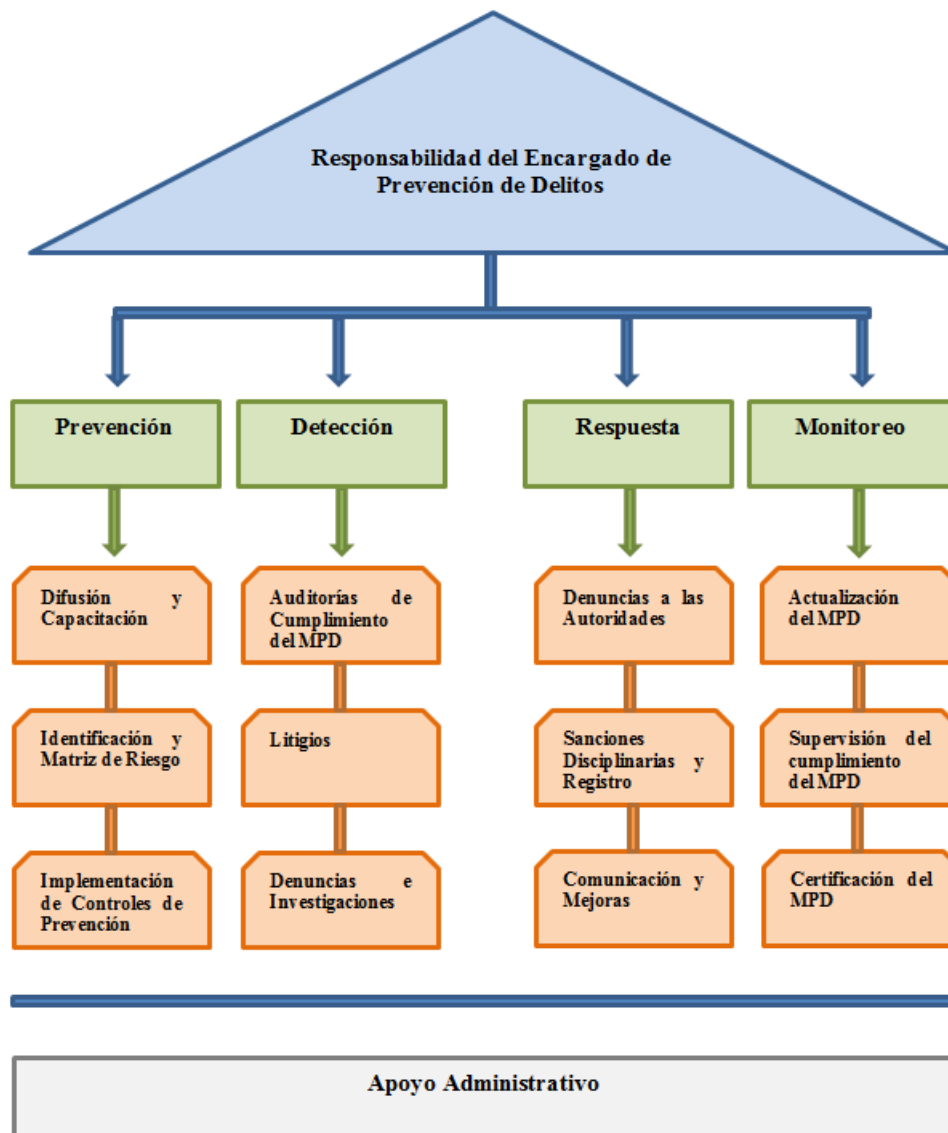 Responsabilidad del Encargado de
Prevención de Delitos
Prevención
Detección
Respuesta
Monitoreo
Difusión y
Capacitación
Auditorías de
Cumplimiento
del MPD
Denuncias a las
Autoridades
Actualización
del MPD
Identificación y
Matriz de Riesgo
Litigios
Sanciones
Disciplinarias y
Registro
Supervisión del
cumplimiento
del MPD
Implementación
de Controles de
Prevención
Denuncias e
Investigaciones
Comunicación y
Mejoras
Certificación del
MPD
Apoyo Administrativo